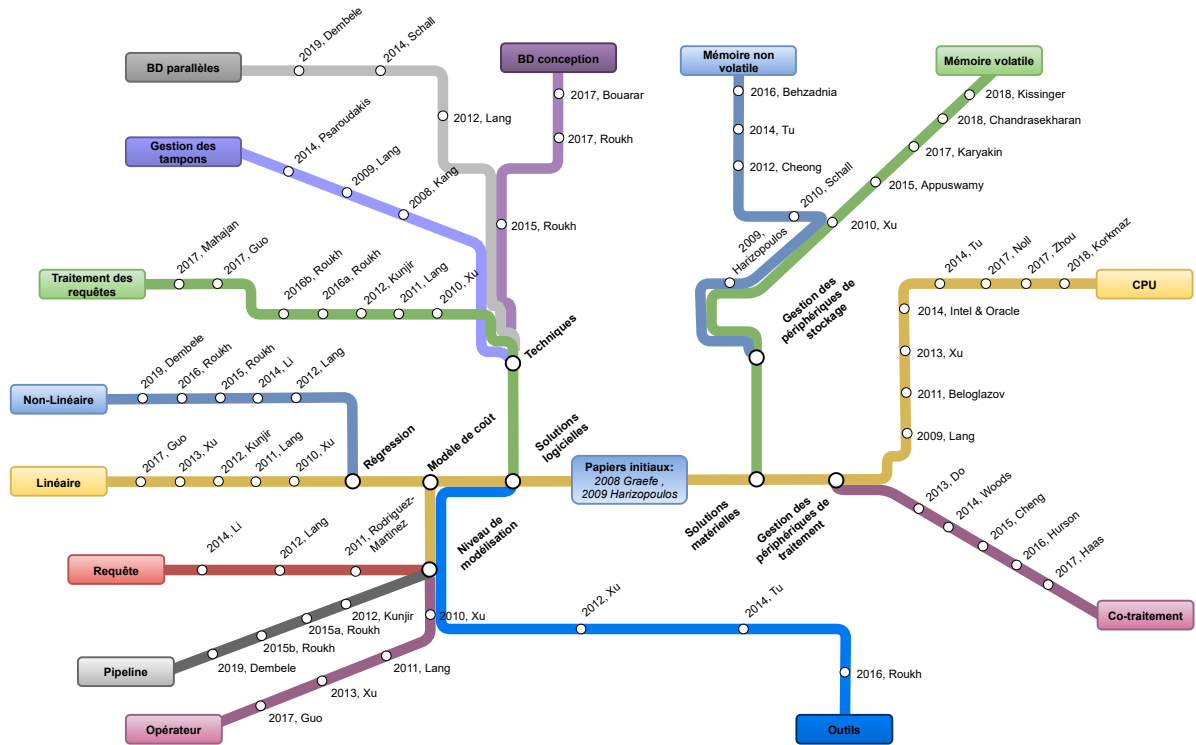 BD parallèles
2019, Dembele
2014, Schall
2012, Lang
BD conception
2017, Bouarar
2017, Roukh
2015, Roukh
Mémoire non
volatile
2016, Behzadnia
2014, Tu
2012, Cheong
2010, Schall
2009,
Harizopoulos
Mémoire volatile
2018, Kissinger
2018, Chandrasekharan
2017, Karyakin
2015, Appuswamy
2010, Xu
Gestion des
tampons
2014, Psaroudakis
2009, Lang
2008, Kang
Traitement des
requêtes
2017, Mahajan
2017, Guo
2016b, Roukh
2016a, Roukh
2012, Kunjir
2011, Lang
2010, Xu
Techniques
Gestion des
périphériques de
stockage
2014, Tu
2017, Noll
2017, Zhou
2018, Korkmaz
CPU
2014, Intel & Oracle
2013, Xu
2011, Beloglazov
2009, Lang
Non-Linéaire
2019, Dembele
2016, Roukh
2015, Roukh
2014, Li
2012, Lang
Linéaire
2017, Guo
2013, Xu
2012, Kunjir
2011, Lang
2010, Xu
Régression
Modèle de coût
Solutions
logicielles
Papiers initiaux:
2008 Graefe ,
2009 Harizopoulos
Solutions
matérielles
Gestion des
périphériques de
traitement
2013, Do
2014, Woods
2015, Cheng
2016, Hurson
2017, Haas
Co-traitement
Requête
2014, Li
2012, Lang
2011, Rodriguez-
Martinez
Niveau de
modélisation
Pipeline
2012, Kunjir
2015a, Roukh
2015b, Roukh
2019, Dembele
Opérateur
2010, Xu
2011, Lang
2013, Xu
2017, Guo
2012, Xu
2014, Tu
2016, Roukh
Outils